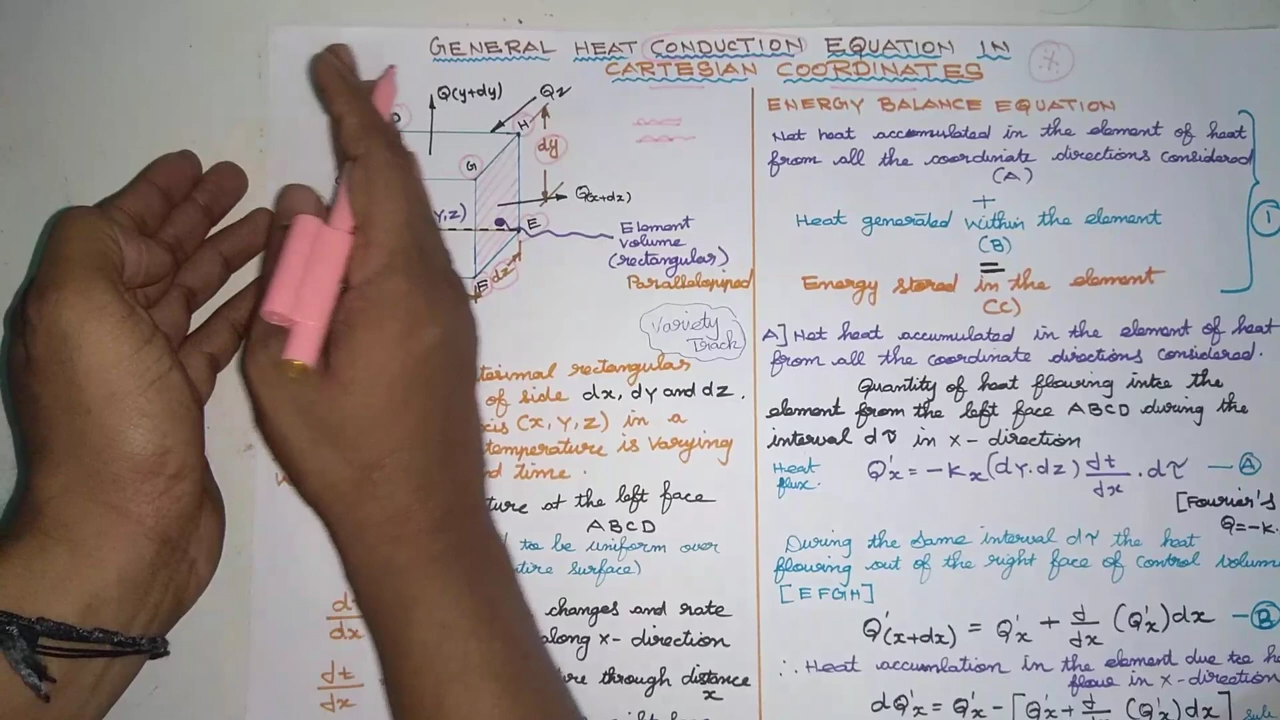 GENERAL HEAT CONDUCTION EQUATION IN
CARTESIAN COORDINATES
Q(y+dy)
Qz
D
H
dy
G
Q(x+dx)
Y,Z)
E
Element
volume
(rectangular)
Parallelopiped
F
dz
Variety
Track
rectangular
of side dx, dy and dz.
(X, Y, Z) in a
temperature is varying
time.
at the left face
ABCD
to be uniform over
surface)
d
dx
changes and rate
along x-direction
dt
dx
through distance
x
ENERGY BALANCE EQUATION
Net heat accumulated in the element of heat
from all the coordinate directions considered
(A)
+
Heat generated within the element
(B)
=
Energy stored in the element
(C)
1
A] Net heat accumulated in the element of heat
from all the coordinate directions considered.
Quantity of heat flowing into the
element from the left face ABCD during the
interval dτ in x-direction
Heat
flux.
Q'x = -Kx (dY.dz) dt/dx . dτ — A
[Fourier's
Q=-K
During the same interval dτ the heat
flowing out of the right face of control volum
[EFGH]
Q'(x+dx) = Q'x + d/dx (Q'x)dx — B
∴ Heat accumlation in the element due to h
flow in x-direction
dQ'x = Q'x - [Q'x + d/dx (Q'x)dx]